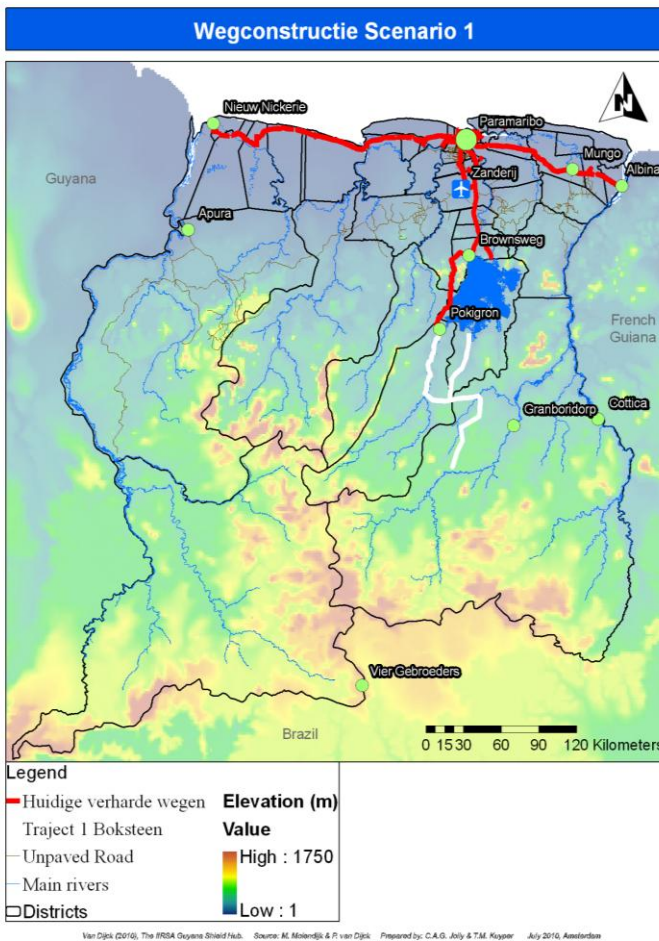 Wegconstructie Scenario 1
N
Nieuw Nickerie
Paramaribo
Mungo
Albina
Guyana
Zanderij
Apura
Brownsweg
Pokigron
French
Guiana
Granboridorp
Cottica
Vier Gebroeders
Brazil
0 15 30 60 90 120 Kilometers
Legend
Huidige verharde wegen
Traject 1 Boksteen
Unpaved Road
Main rivers
Districts
Elevation (m)
Value
High : 1750
Low : 1
Van Dijck (2010), The IIRSA Guyana Shield Hub. Source: M. Molendijk & P. van Dijck Prepared by: C.A.G. Jolly & T.M. Kuyper July 2010, Amsterdam